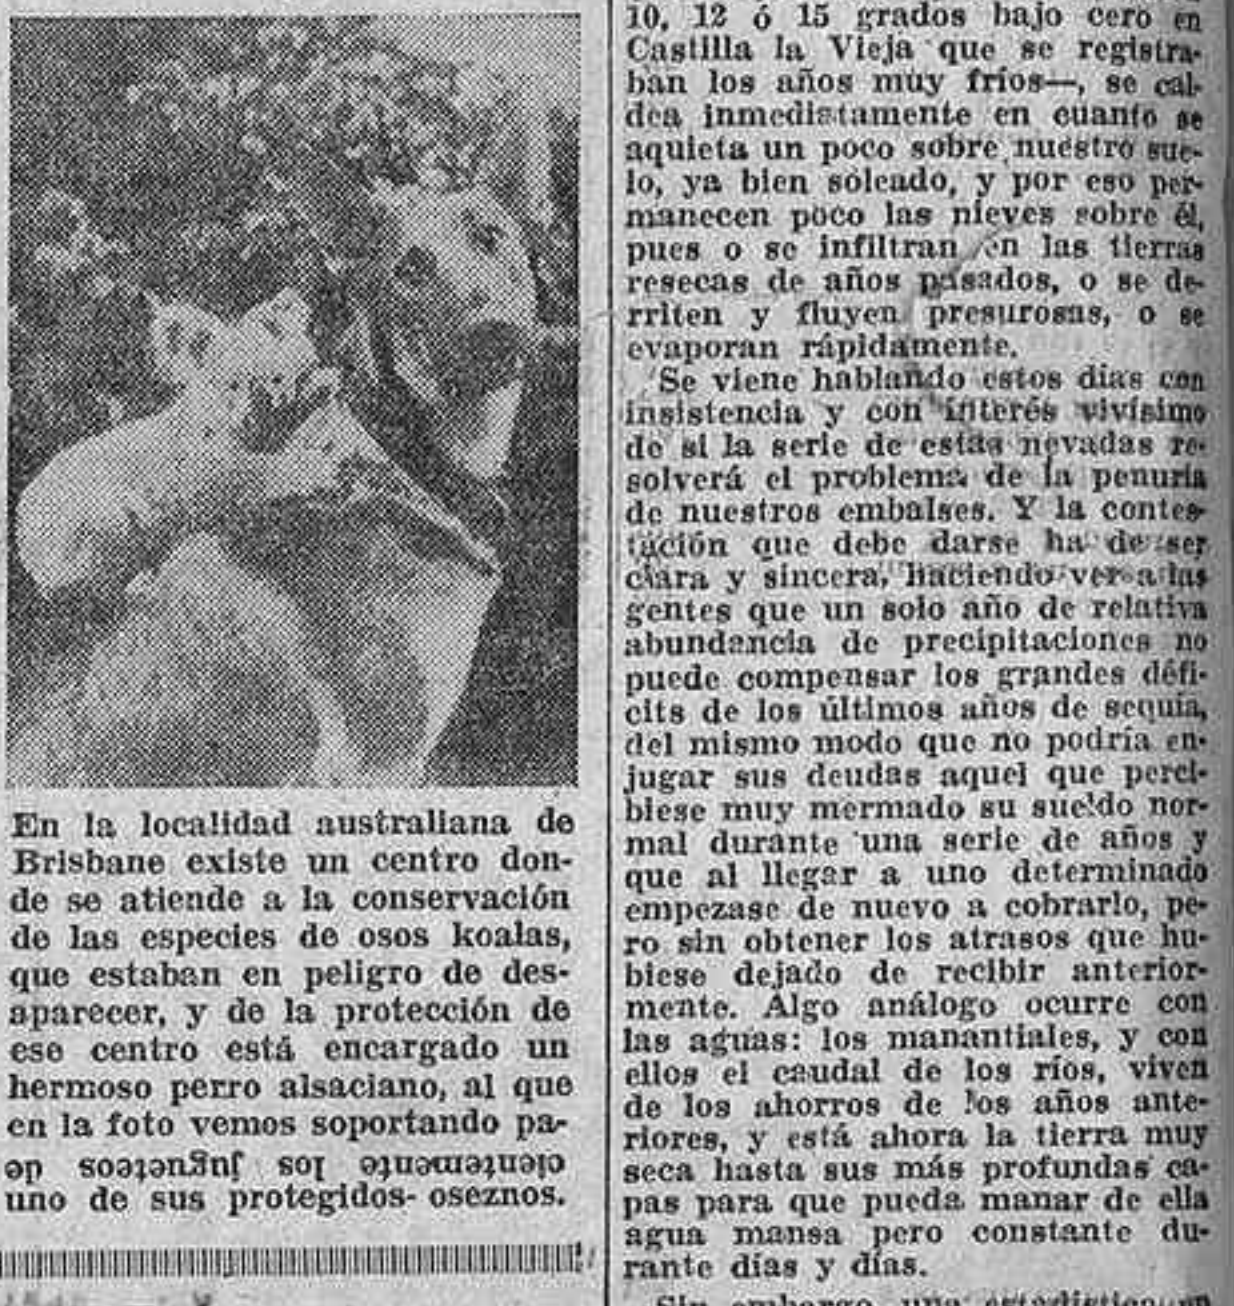 En la localidad australiana de
Brisbane existe un centro don-
de se atiende a la conservación
de las especies de osos koalas,
que estaban en peligro de des-
aparecer, y de la protección de
ese centro está encargado un
hermoso perro alsaciano, al que
en la foto vemos soportando pa-
cientemente los jugueteos de
uno de sus protegidos- oseznos.
10, 12 ó 15 grados bajo cero en
Castilla la Vieja que se registra-
ban los años muy fríos—, se cal-
dea inmediatamente en cuanto se
aquieta un poco sobre nuestro sue-
lo, ya bien soleado, y por eso per-
manecen poco las nieves sobre él,
pues o se infiltran en las tierras
resecas de años pasados, o se de-
rriten y fluyen presurosas, o se
evaporan rápidamente.
Se viene hablando estos días con
insistencia y con interés vivísimo
de si la serie de estas nevadas re-
solverá el problema de la penuria
de nuestros embalses. Y la contes-
tación que debe darse ha de ser
clara y sincera, haciendo ver a las
gentes que un solo año de relativa
abundancia de precipitaciones no
puede compensar los grandes défi-
cits de los últimos años de sequía,
del mismo modo que no podría en-
jugar sus deudas aquel que perci-
biese muy mermado su sueldo nor-
mal durante una serie de años y
que al llegar a uno determinado
empezase de nuevo a cobrarlo, pe-
ro sin obtener los atrasos que hu-
biese dejado de recibir anterior-
mente. Algo análogo ocurre con
las aguas: los manantiales, y con
ellos el caudal de los ríos, viven
de los ahorros de los años ante-
riores, y está ahora la tierra muy
seca hasta sus más profundas ca-
pas para que pueda manar de ella
agua mansa pero constante du-
rante días y días.
Sin embargo, una